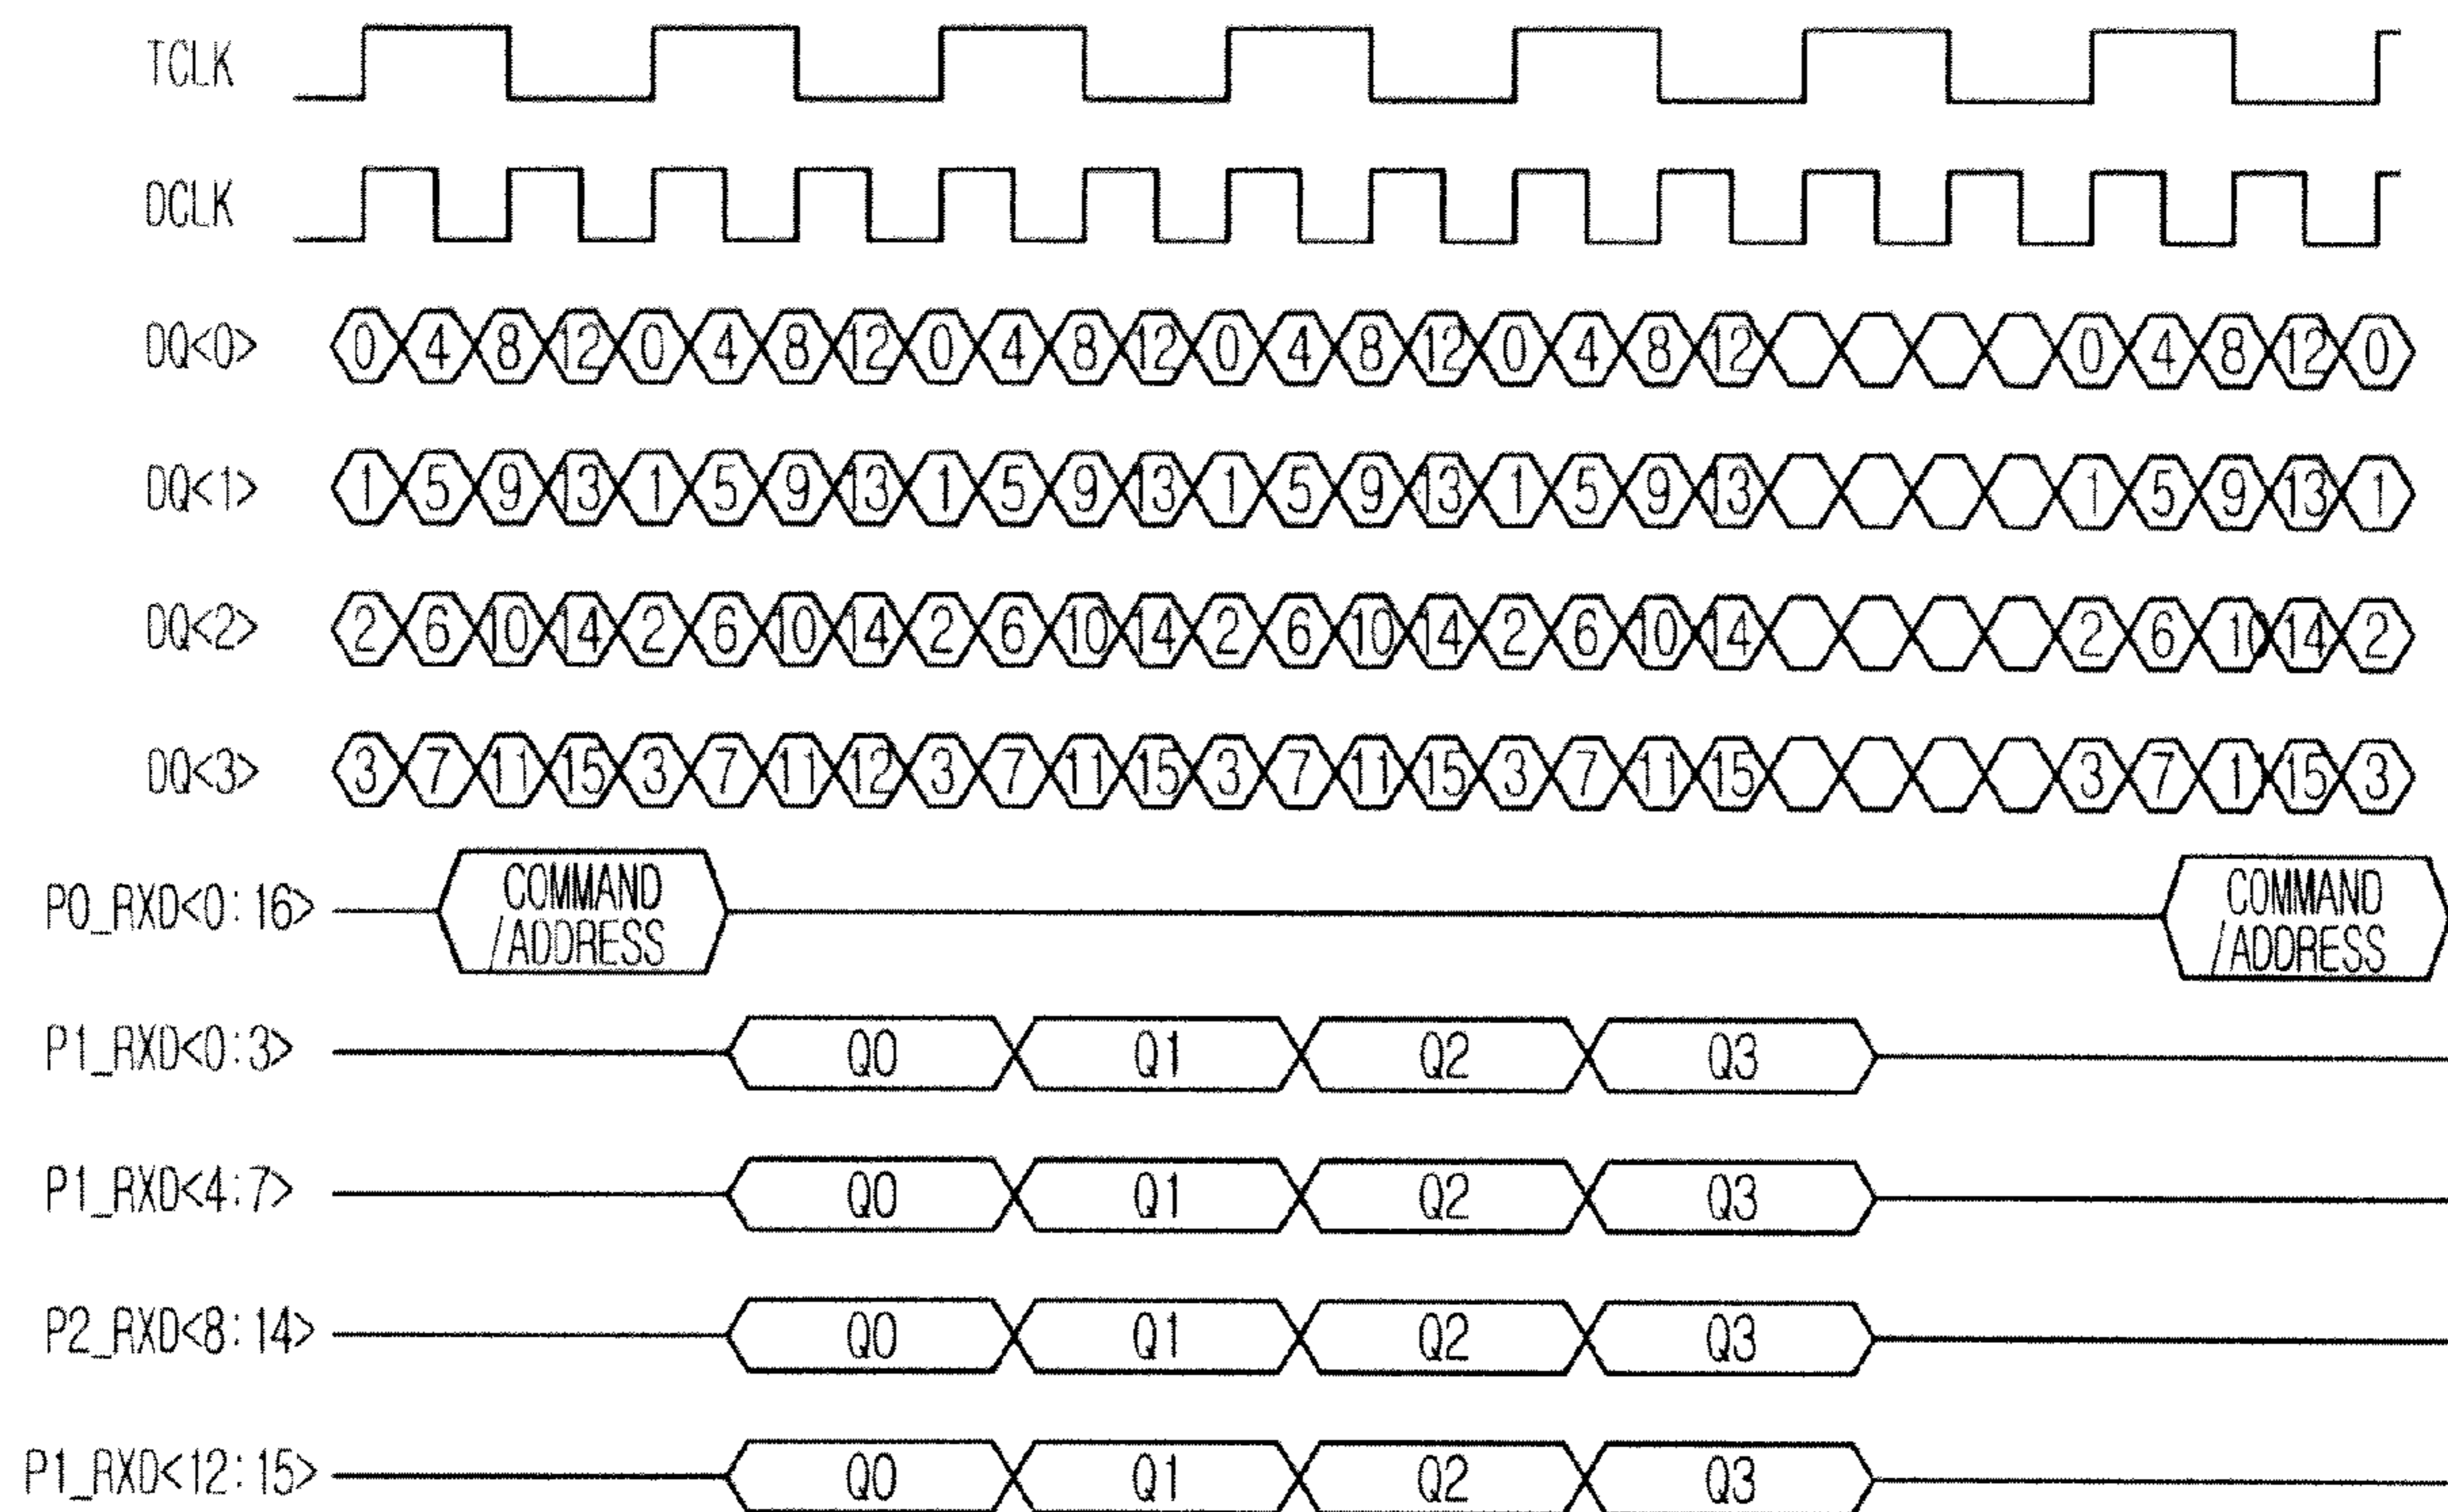 TCLK
DCLK
DQ<0> 0 4 8 12 0 4 8 12 0 4 8 12 0 4 8 12 0 4 8 12 0 4 8 12 0
DQ<1> 1 5 9 13 1 5 9 13 1 5 9 13 1 5 9 13 1 5 9 13 1 5 9 13 1
DQ<2> 2 6 10 14 2 6 10 14 2 6 10 14 2 6 10 14 2 6 10 14 2 6 10 14 2
DQ<3> 3 7 11 15 3 7 11 12 3 7 11 15 3 7 11 15 3 7 11 15 3 7 11 15 3
P0_RXD<0:16> COMMAND COMMAND
/ADDRESS /ADDRESS
P1_RXD<0:3> Q0 Q1 Q2 Q3
P1_RXD<4:7> Q0 Q1 Q2 Q3
P2_RXD<8:14> Q0 Q1 Q2 Q3
P1_RXD<12:15> Q0 Q1 Q2 Q3